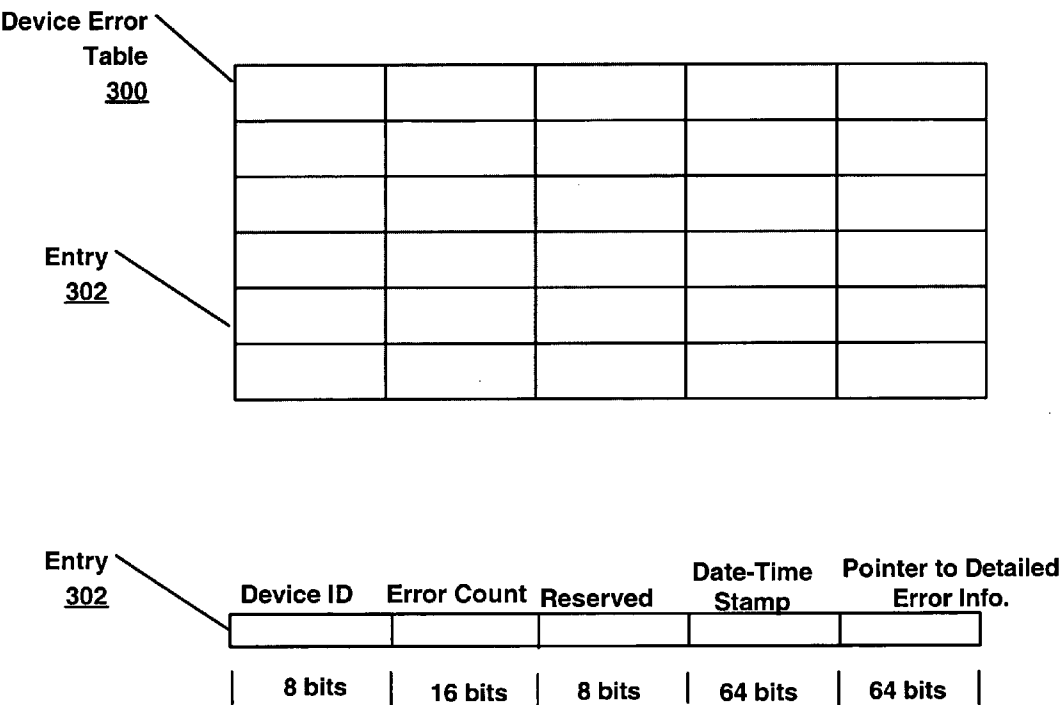 Device Error
Table
300
Entry
302
Entry
302
Device ID
Error Count
Reserved
Date-Time
Stamp
Pointer to Detailed
Error Info.
8 bits
16 bits
8 bits
64 bits
64 bits